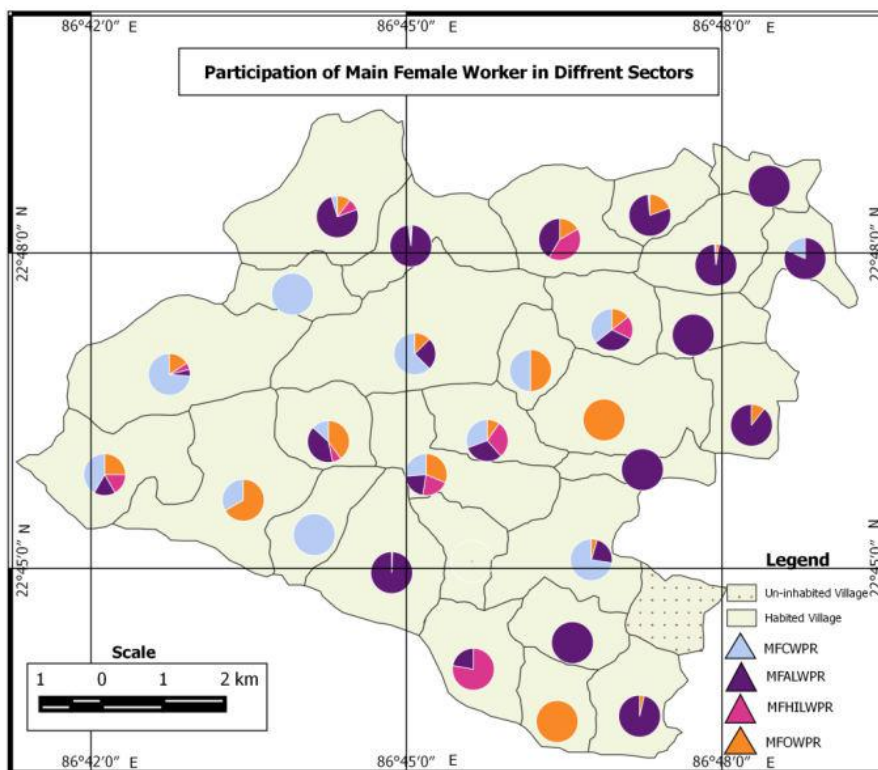 86°42'0" E
86°45'0" E
86°48'0" E
Participation of Main Female Worker in Diffrent Sectors
22°48'0" N
22°48'0" N
22°45'0" N
22°45'0" N
Legend
Un-inhabited Village
Habited Village
MFCWPR
MFALWPR
MFHILWPR
MFOWPR
Scale
1 0 1 2 km
86°42'0" E
86°45'0" E
86°48'0" E